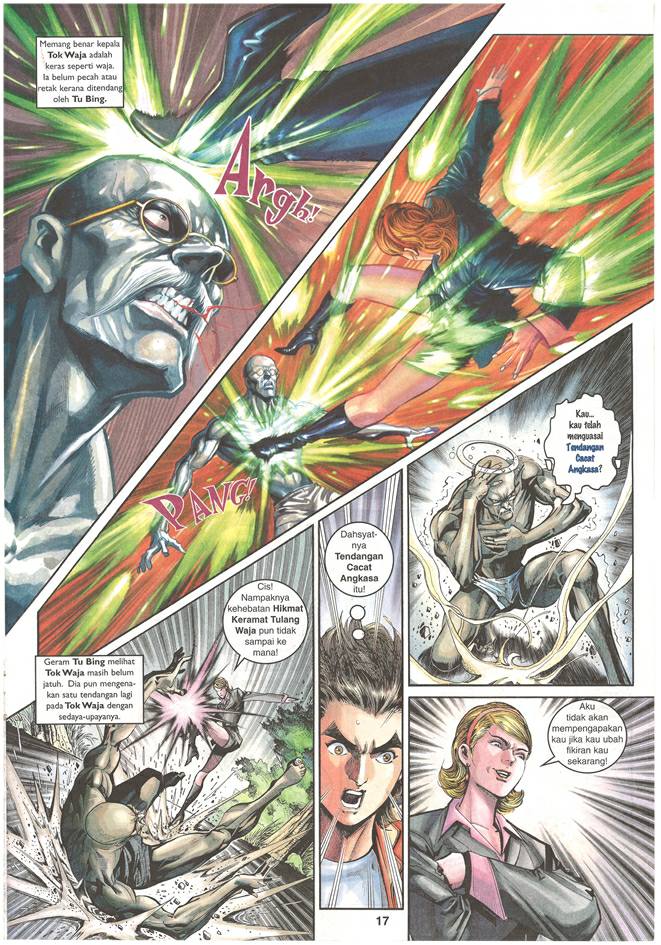 Memang benar kepala
Tok Waja adalah
keras seperti waja.
Ia belum pecah atau
retak kerana ditendang
oleh Tu Bing.
Argh!
PANG!
Kau...
kau telah
menguasai
Tendangan
Cacat
Angkasa?
Dahsyat-
nya
Tendangan
Cacat
Angkasa
itu!
Cis!
Nampaknya
kehebatan Hikmat
Keramat Tulang
Waja pun tidak
sampai ke
mana!
Geram Tu Bing melihat
Tok Waja masih belum
jatuh. Dia pun mengena-
kan satu tendangan lagi
pada Tok Waja dengan
sedaya-upayanya.
Aku
tidak akan
mempengapakan
kau jika kau ubah
fikiran kau
sekarang!
17